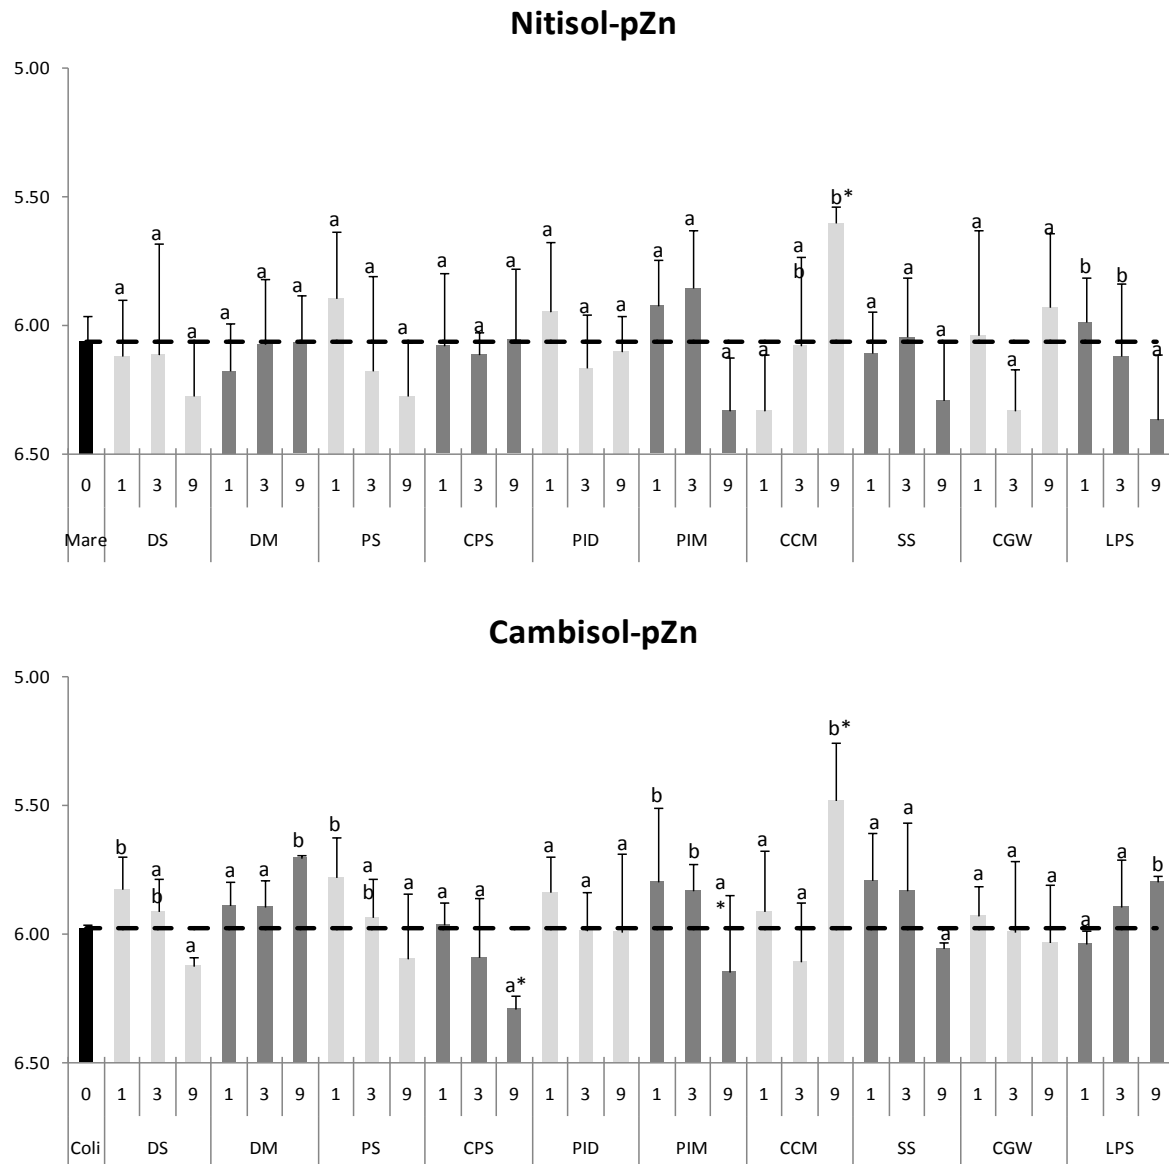 Nitisol-pZn
5.00
5.50
6.00
6.50
a a a a a a a a a a a a a a a a a a a a b b* a a a a a a b b a
0 1 3 9 1 3 9 1 3 9 1 3 9 1 3 9 1 3 9 1 3 9 1 3 9 1 3 9 1 3 9
Mare DS DM PS CPS PID PIM CCM SS CGW LPS
Cambisol-pZn
5.00
5.50
6.00
6.50
b a b a a a b b a b a a a a* a a a b b a * a a b* a a a a a a a a b
0 1 3 9 1 3 9 1 3 9 1 3 9 1 3 9 1 3 9 1 3 9 1 3 9 1 3 9 1 3 9
Coli DS DM PS CPS PID PIM CCM SS CGW LPS